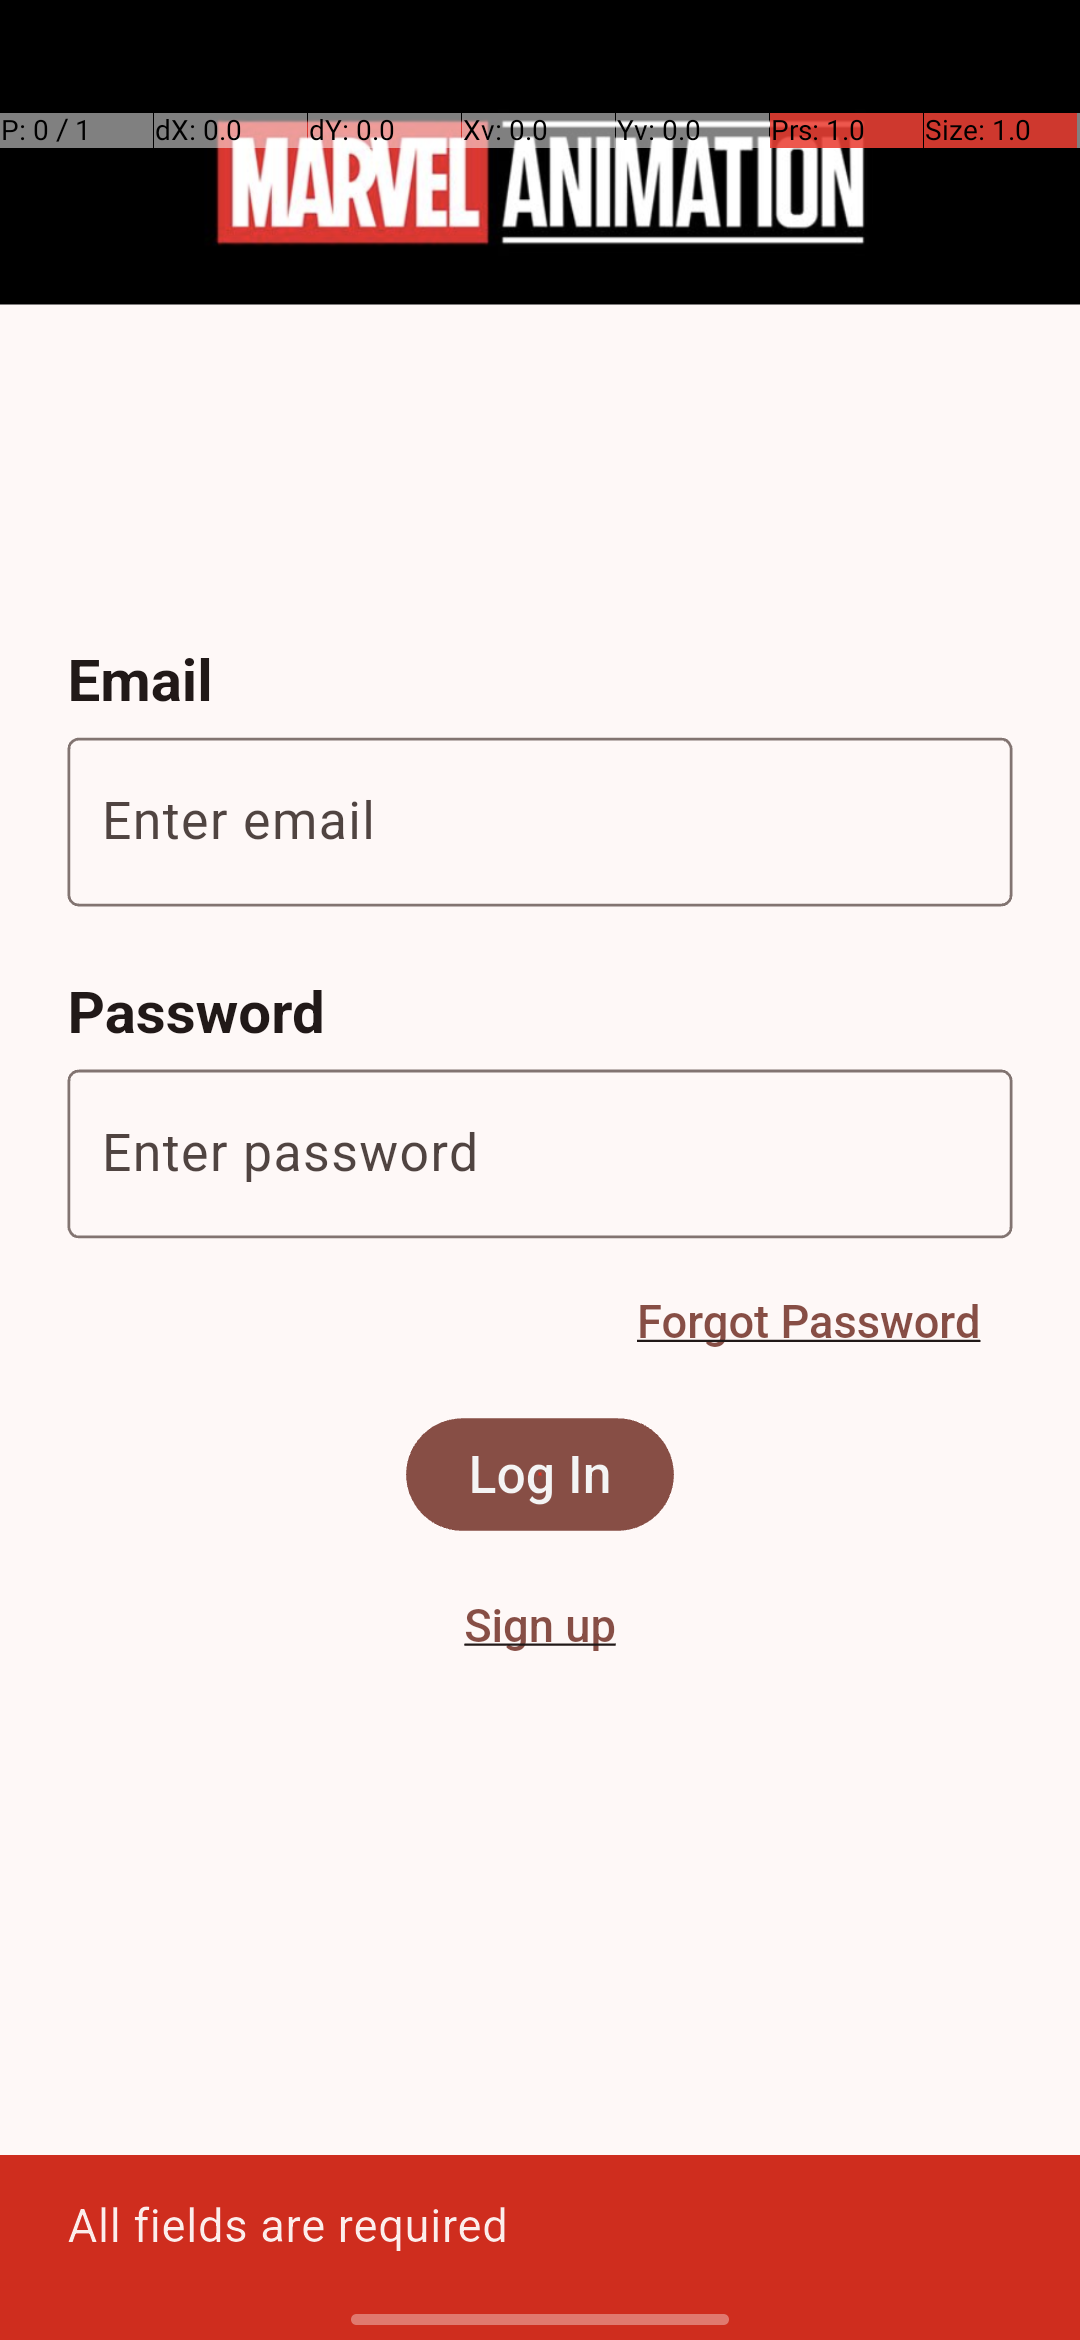 P: 0 / 1 dX: 0.0 dY: 0.0 Xv: 0.0 Yv: 0.0 Prs: 1.0 Size: 1.0
MARVEL ANIMATION
Email
Enter email
Password
Enter password
Forgot Password
Log In
Sign up
All fields are required